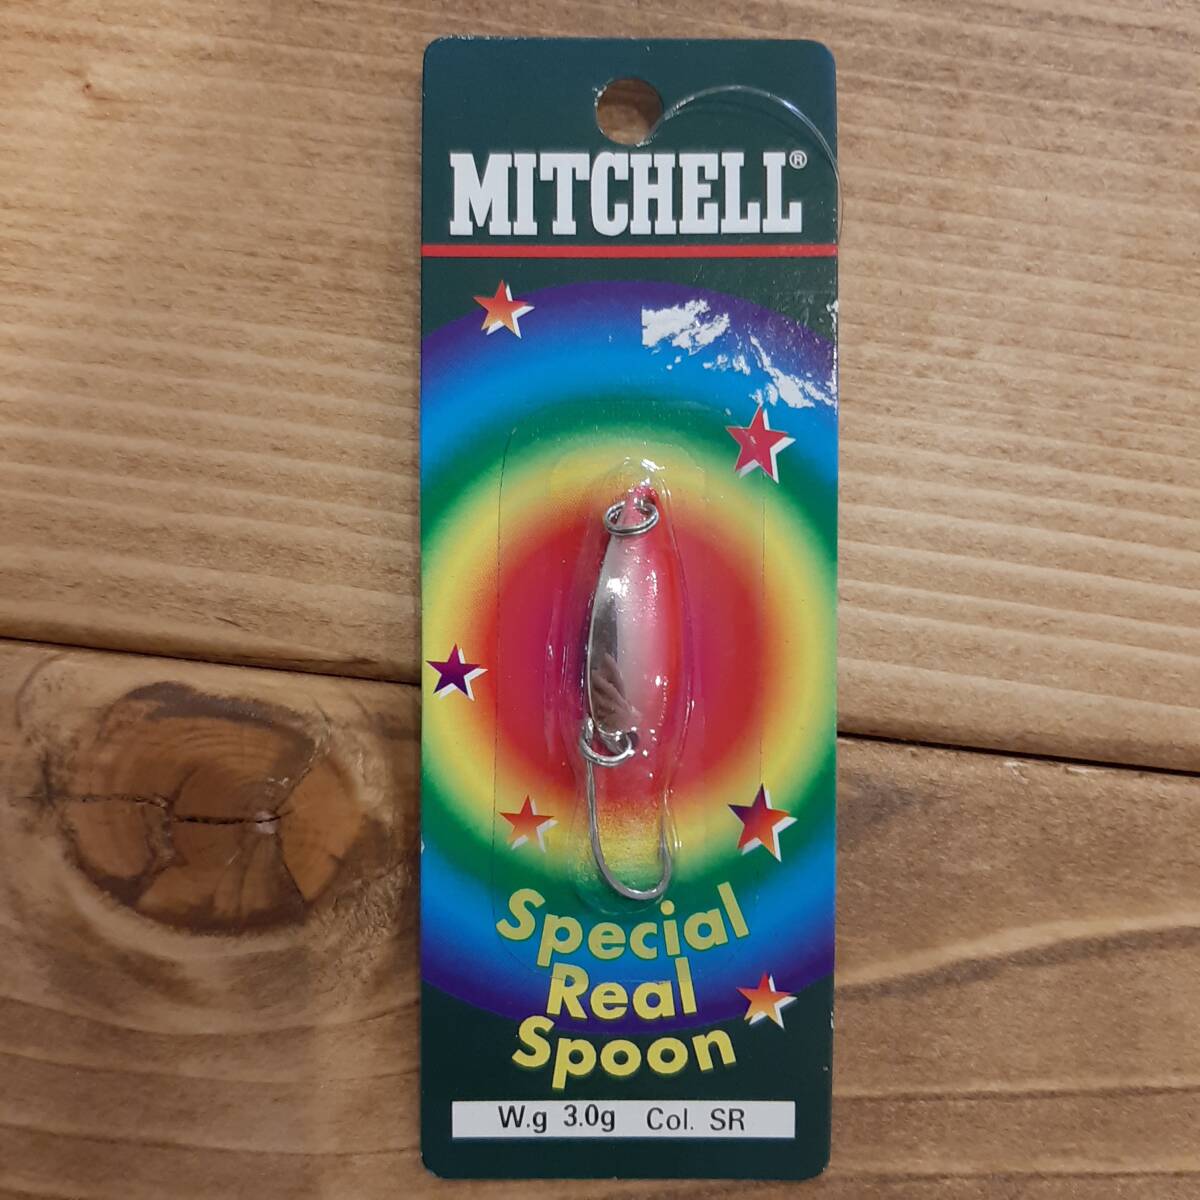 MITCHELL®
Special
Real
Spoon
W.g 3.0g Col. SR